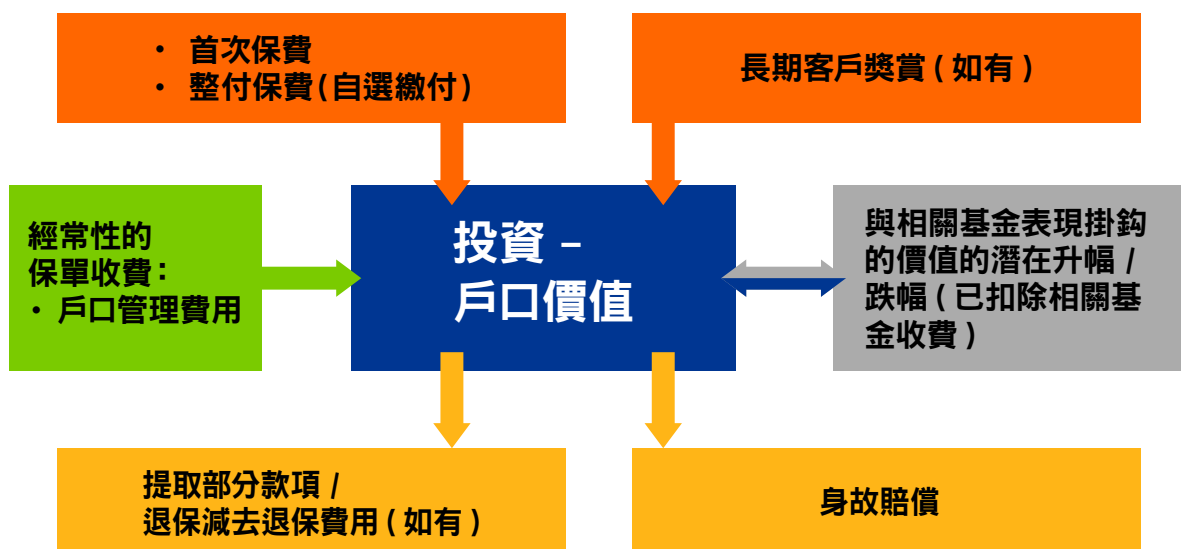 • 首次保費
• 整付保費(自選繳付)
長期客戶獎賞(如有)
經常性的
保單收費:
• 戶口管理費用
投資 –
戶口價值
與相關基金表現掛鈎
的價值的潛在升幅 /
跌幅(已扣除相關基
金收費)
提取部分款項 /
退保減去退保費用(如有)
身故賠償